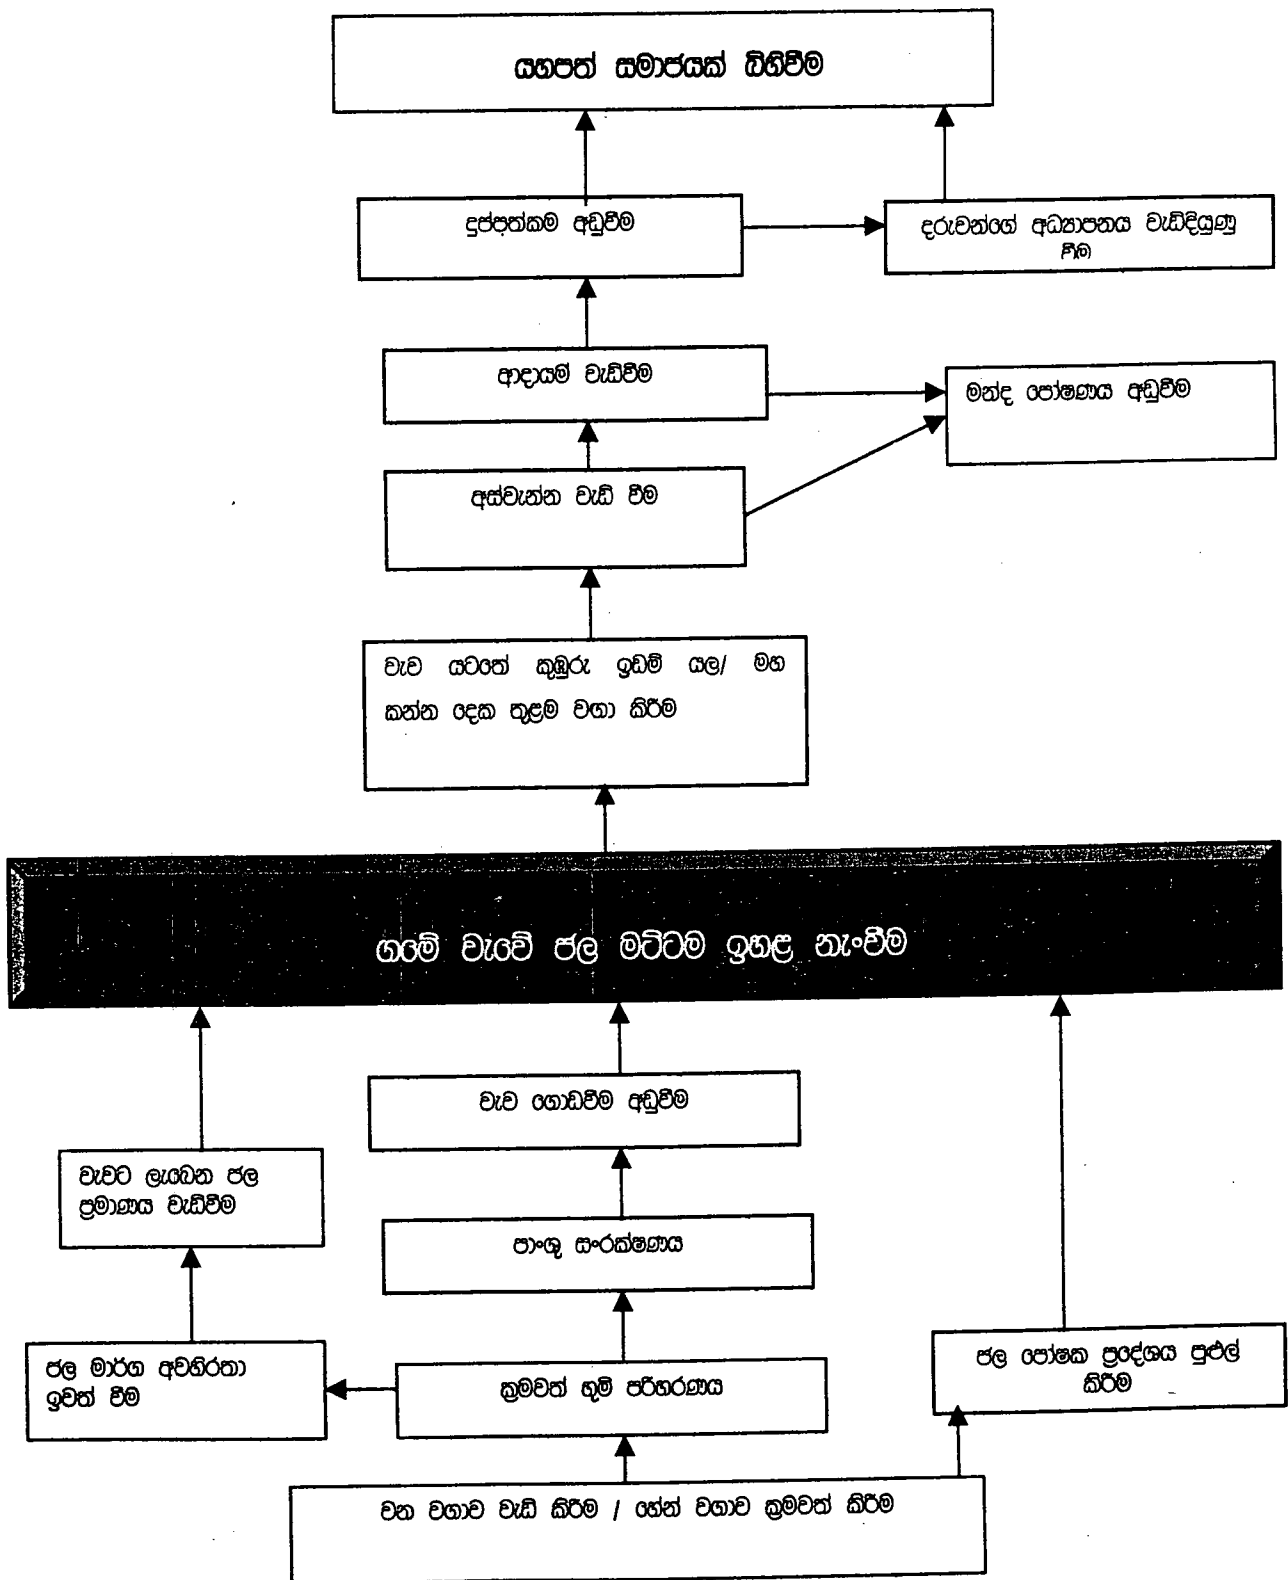 යහපත් සමාජයක් බිහිවීම
දුප්පත්කම අඩුවීම
දරුවන්ගේ අධ්‍යාපනය වැඩිදියුණු
වීම
ආදායම් වැඩිවීම
මන්ද පෝෂණය අඩුවීම
අස්වැන්න වැඩි වීම
වැව යටතේ කුඹුරු ඉඩම් යල/ මහ
කන්න දෙක තුළම වගා කිරීම
ගමේ වැවේ ජල මට්ටම ඉහළ නැංවීම
වැව ගොඩවීම අඩුවීම
වැවට ලැබෙන ජල
ප්‍රමාණය වැඩිවීම
පාංශු සංරක්ෂණය
ජල මාර්ග අවහිරතා
ඉවත් වීම
ක්‍රමවත් භූමි පරිහරණය
ජල පෝෂක ප්‍රදේශය පුළුල්
කිරීම
වන වගාව වැඩි කිරීම / හේන් වගාව ක්‍රමවත් කිරීම